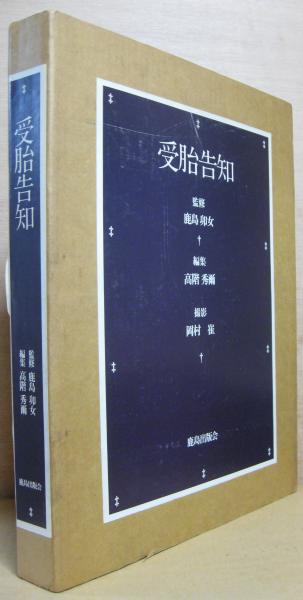 受胎告知
監修
鹿島 卯女
編集
高階 秀爾
撮影
岡村 崔
鹿島出版会
受胎告知
監修 鹿島 卯女
編集 高階 秀爾
鹿島出版会